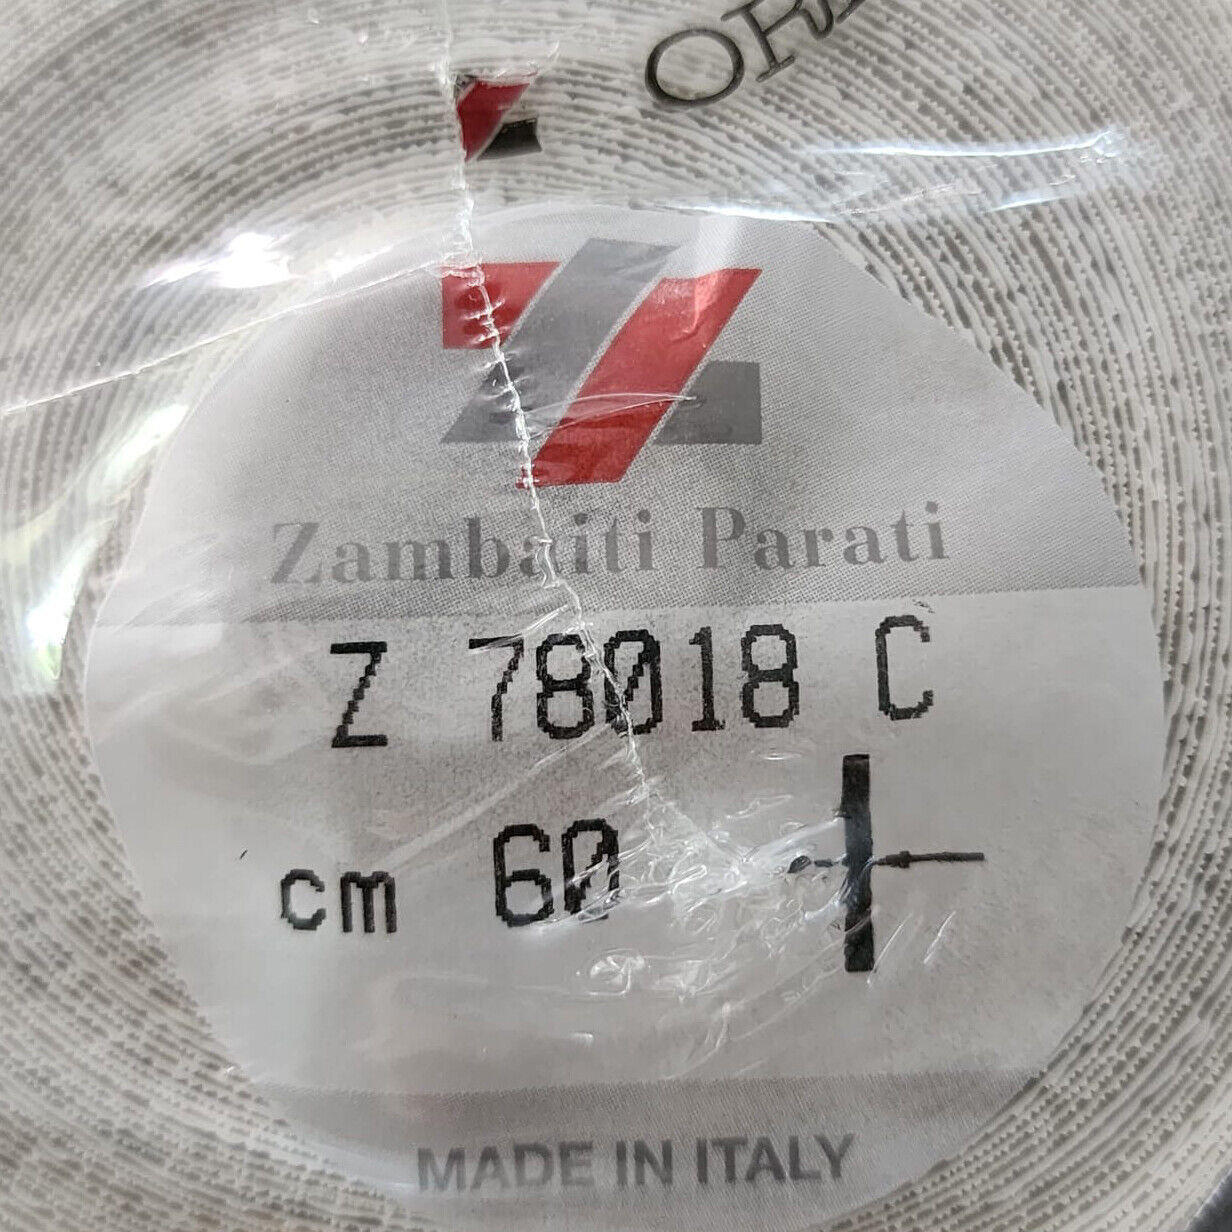 Zambaiti Parati
Z 78018 C
cm 60
MADE IN ITALY